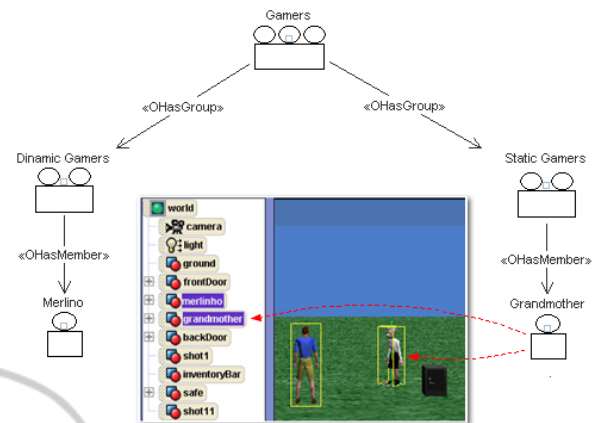 Gamers
«OHasGroup»
«OHasGroup»
Dinamic Gamers
Static Gamers
«OHasMember»
«OHasMember»
Merlino
Grandmother
world
camera
light
ground
frontDoor
merlinho
grandmother
backDoor
shot1
inventoryBar
safe
shot11